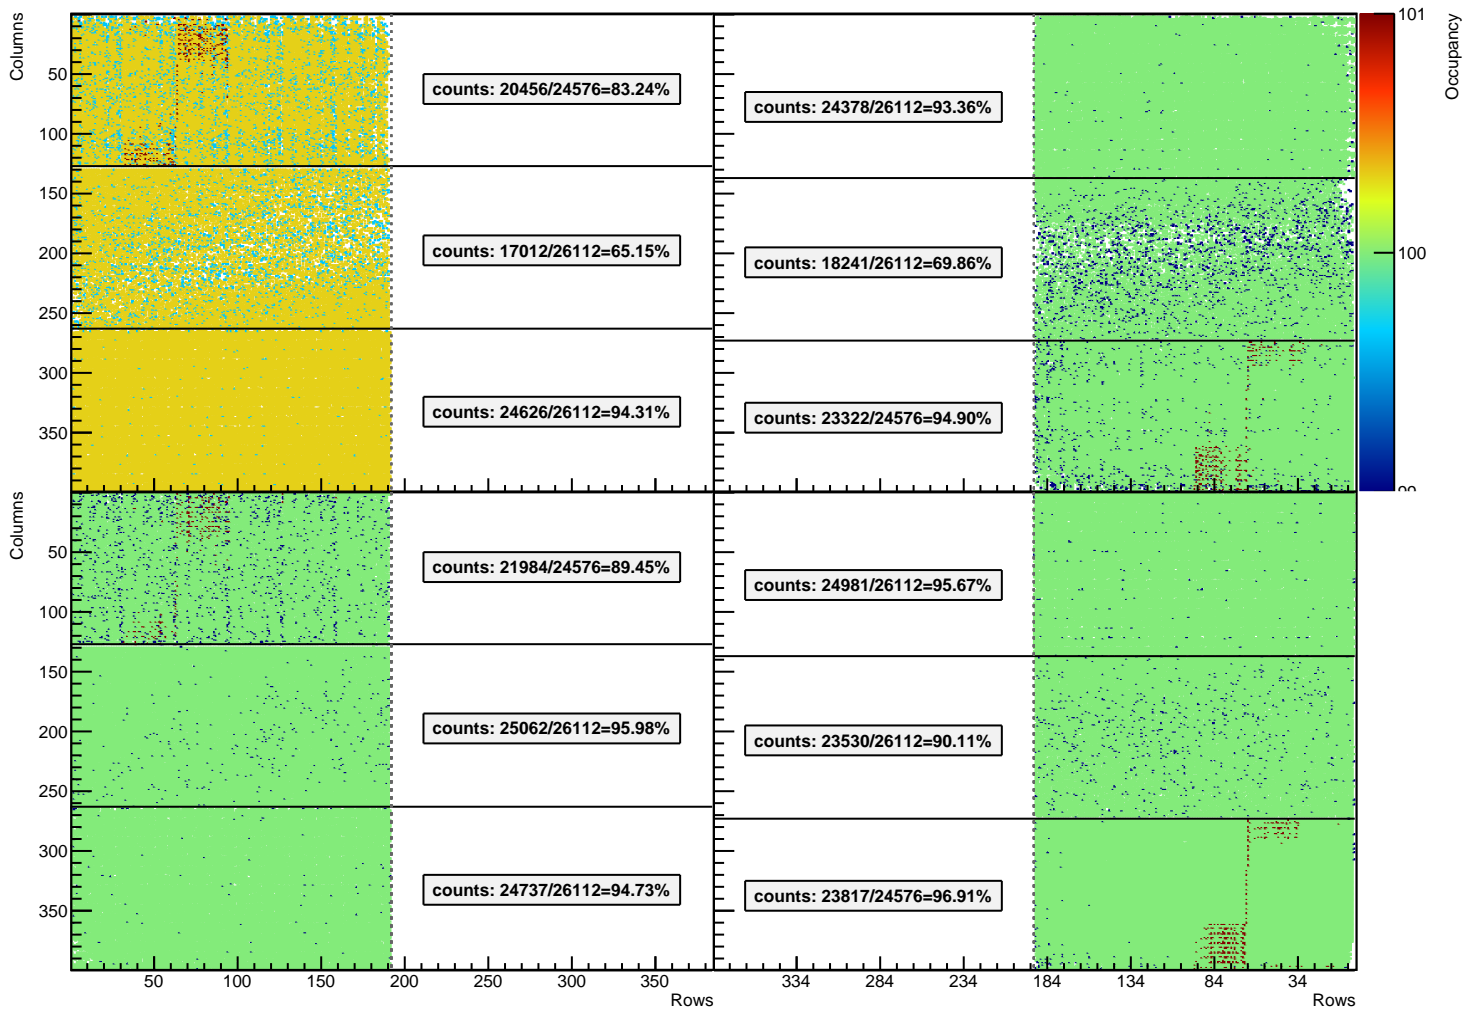 Columns
50
100
150
200
250
300
350
counts: 20456/24576=83.24%
counts: 17012/26112=65.15%
counts: 24626/26112=94.31%
counts: 24378/26112=93.36%
counts: 18241/26112=69.86%
counts: 23322/24576=94.90%
101
100
Occupancy
Columns
50
100
150
200
250
300
350
counts: 21984/24576=89.45%
counts: 25062/26112=95.98%
counts: 24737/26112=94.73%
50 100 150 200 250 300 350
Rows
counts: 24981/26112=95.67%
counts: 23530/26112=90.11%
counts: 23817/24576=96.91%
334 284 234 184 134 84 34
Rows